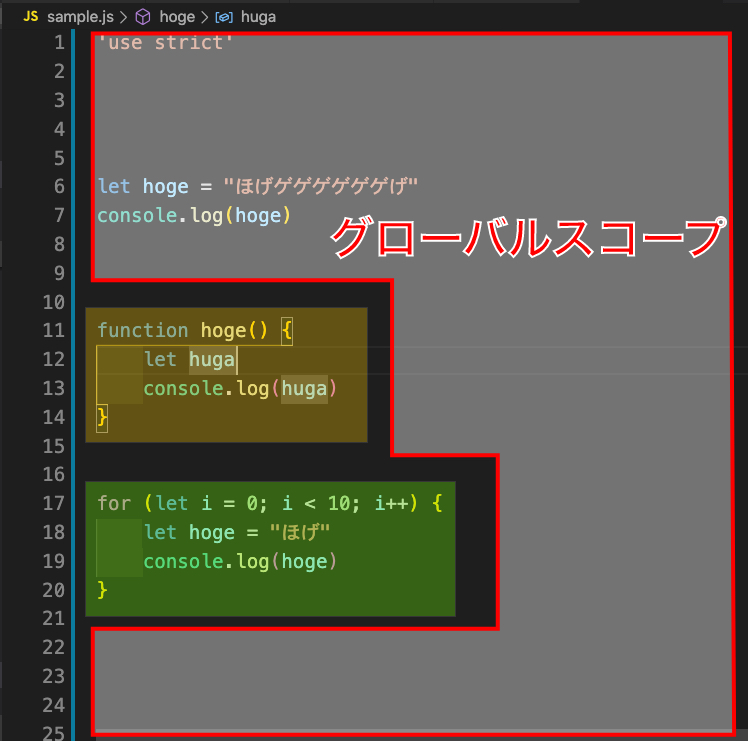 JS sample.js > hoge > huga
1 'use strict'
2
3
4
5
6 let hoge = "ほげゲゲゲゲゲゲげ"
7 console.log(hoge)
グローバルスコープ
8
9
10
11 function hoge() {
12 let huga
13 console.log(huga)
14 }
15
16
17 for (let i = 0; i < 10; i++) {
18 let hoge = "ほげ"
19 console.log(hoge)
20 }
21
22
23
24
25